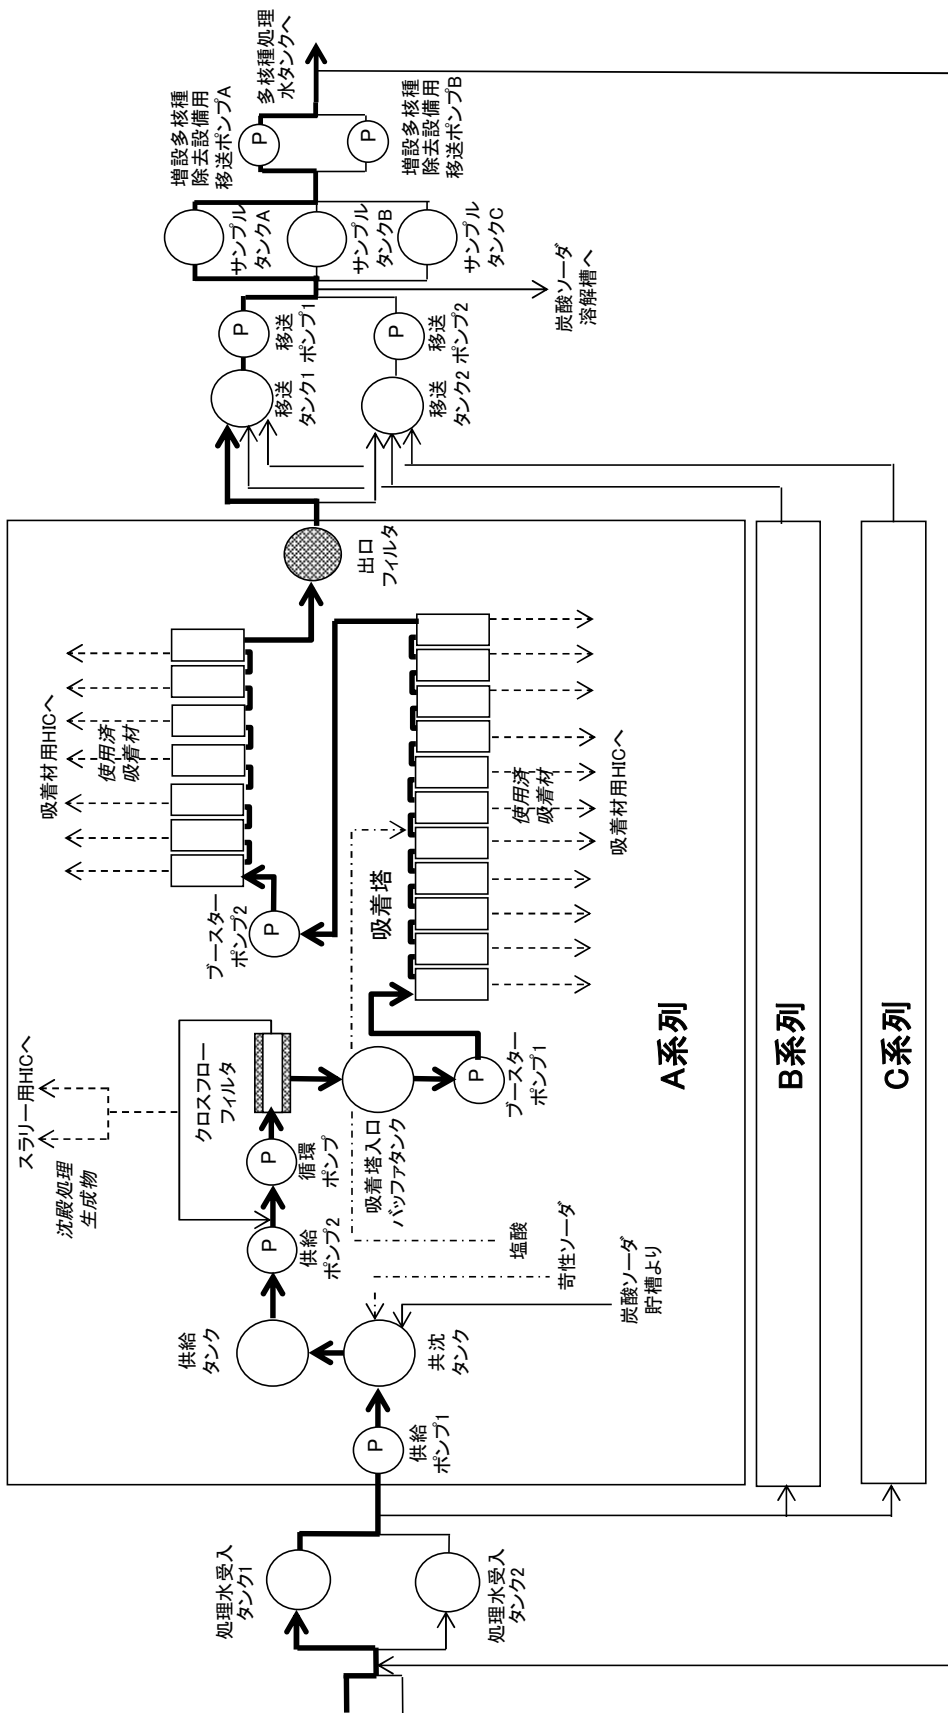 処理水受入
タンク1
処理水受入
タンク2
P
供給
ポンプ1
共沈
タンク
供給
タンク
炭酸ソーダ
貯槽より
苛性ソーダ
塩酸
P
供給
ポンプ2
P
循環
ポンプ
クロスフロー
フィルタ
沈殿処理
生成物
スラリー用HICへ
吸着塔入口
バッファタンク
P
ブースター
ポンプ1
吸着塔
使用済
吸着材
吸着材用HICへ
P
ブースター
ポンプ2
使用済
吸着材
吸着材用HICへ
出口
フィルタ
A系列
B系列
C系列
移送
タンク1
P
移送
ポンプ1
移送
タンク2
P
移送
ポンプ2
炭酸ソーダ
溶解槽へ
サンプル
タンクA
サンプル
タンクB
サンプル
タンクC
P
増設多核種
除去設備用
移送ポンプA
P
増設多核種
除去設備用
移送ポンプB
多核種処理
水タンクへ